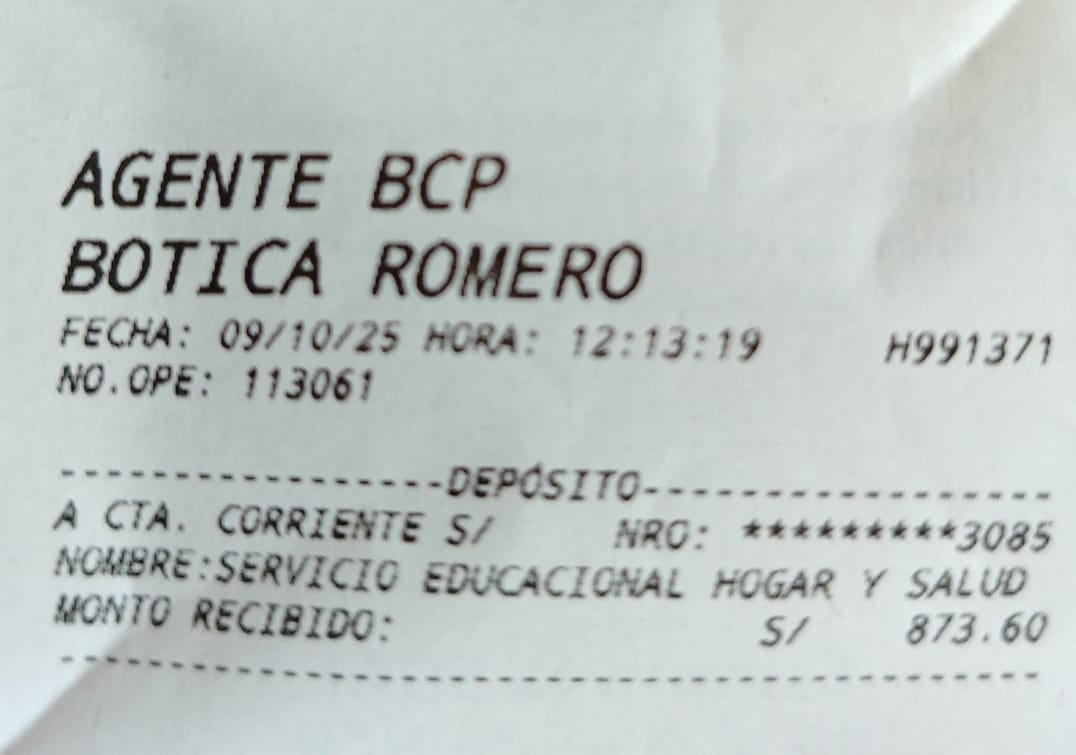 AGENTE BCP
BOTICA ROMERO
FECHA: 09/10/25 HORA: 12:13:19 H991371
NO.OPE: 113061
----------------DEPÓSITO-----------------
A CTA. CORRIENTE S/ NRO: *********3085
NOMBRE:SERVICIO EDUCACIONAL HOGAR Y SALUD
MONTO RECIBIDO: S/ 873.60
-----------------------------------------